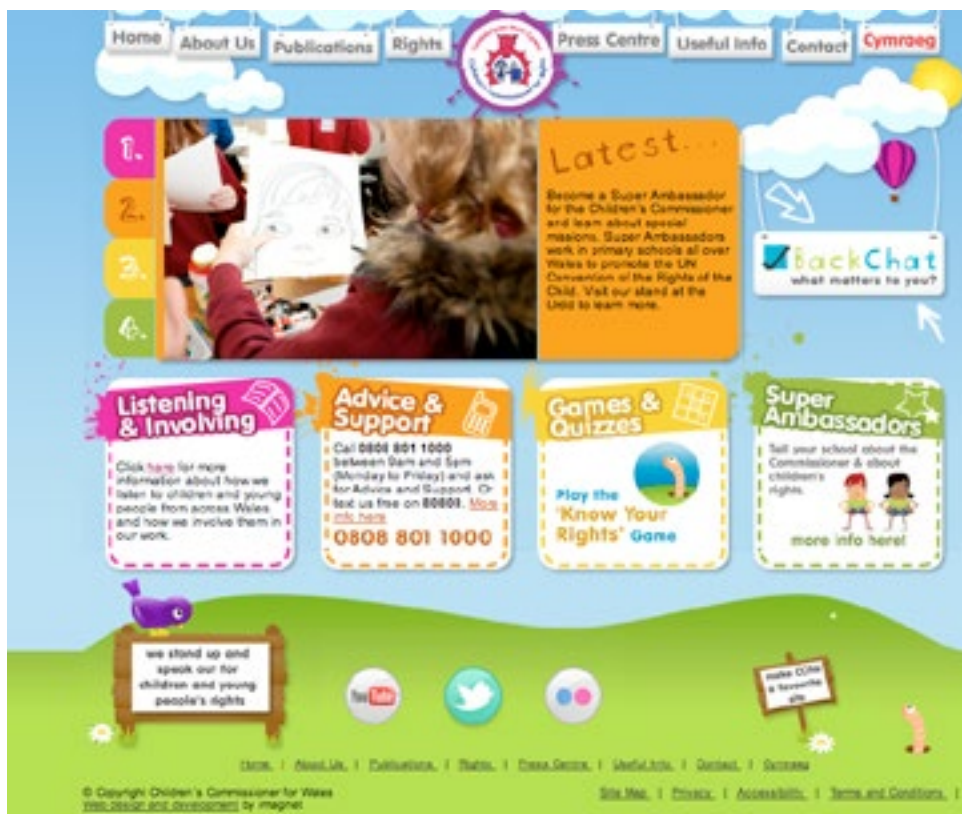 Home About Us Publications Rights Press Centre Useful Info Contact Cymraeg
1.
2.
3.
4.
Latest...
Become a Super Ambassador
for the Children's Commissioner
and learn about special
missions. Super Ambassadors
work in primary schools all over
Wales to promote the UN
Convention of the Rights of the
Child. Visit our stand at the
Urdd to learn more.
BackChat
what matters to you?
Listening
& Involving
Click here for more
information about how we
listen to children and young
people from across Wales
and how we involve them in
our work.
Advice &
Support
Call 0808 801 1000
between 9am and 5pm
(Monday to Friday) and ask
for Advice and Support. Or
text us free on 80800. More
info here
0808 801 1000
Games &
Quizzes
Play the
'Know Your
Rights' Game
Super
Ambassadors
Tell your school about the
Commissioner & about
children's
rights.
more info here!
we stand up and
speak out for
children and young
people's rights
You Tube
make
a favourite
site
Home | About Us | Publications | Rights | Press Centre | Useful Info | Contact | Cymraeg
© Copyright Children's Commissioner for Wales
Web design and development by imaginet
Site Map | Privacy | Accessibility | Terms and Conditions |